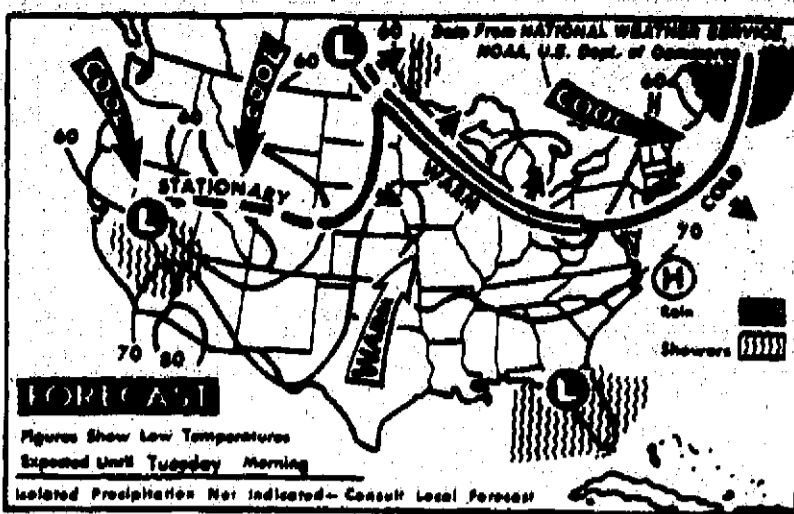 Data From NATIONAL WEATHER SERVICE,
NOAA, U.S. Dept. of Commerce
L
60
60
COOL
COOL
COOL
60
H
60
60
STATIONARY
WARM
COLD
L
70
H
Rain
Showers
WARM
70
80
L
FORECAST
Figures Show Low Temperatures
Expected Until Tuesday Morning
Isolated Precipitation Not Indicated – Consult Local Forecast